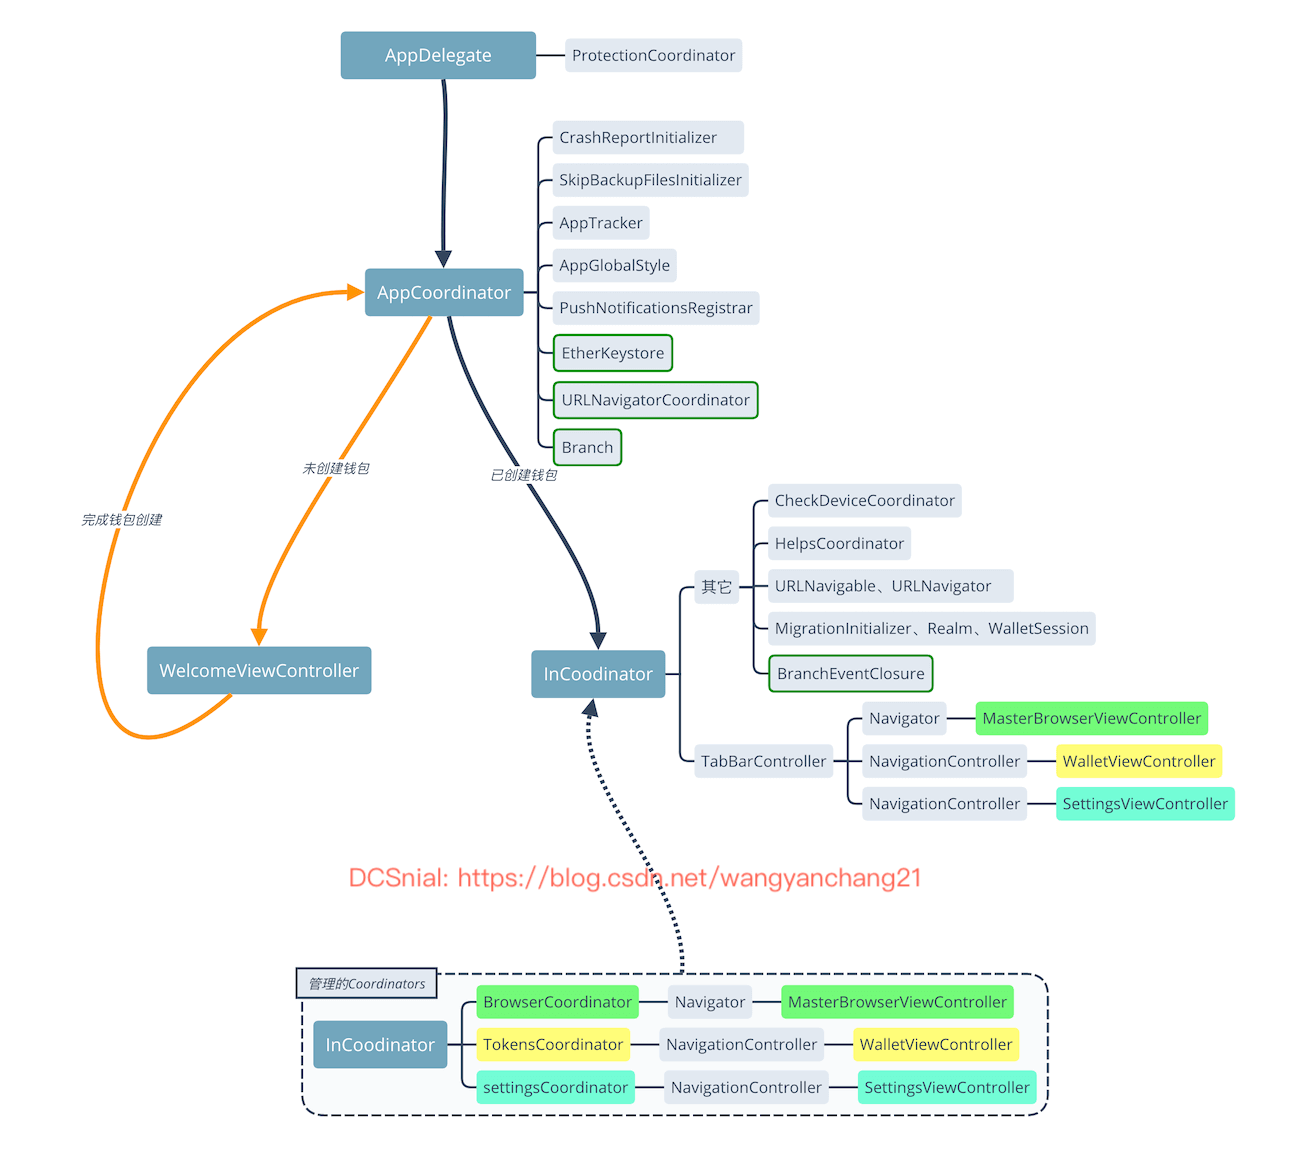 AppDelegate
ProtectionCoordinator
CrashReportInitializer
SkipBackupFilesInitializer
AppTracker
AppGlobalStyle
AppCoordinator
PushNotificationsRegistrar
EtherKeystore
URLNavigatorCoordinator
Branch
未创建钱包
已创建钱包
完成钱包创建
CheckDeviceCoordinator
HelpsCoordinator
其它
URLNavigable、URLNavigator
MigrationInitializer、Realm、WalletSession
BranchEventClosure
WelcomeViewController
InCoodinator
Navigator
MasterBrowserViewController
TabBarController
NavigationController
WalletViewController
NavigationController
SettingsViewController
DCSnial: https://blog.csdn.net/wangyanchang21
管理的Coordinators
InCoodinator
BrowserCoordinator
Navigator
MasterBrowserViewController
TokensCoordinator
NavigationController
WalletViewController
settingsCoordinator
NavigationController
SettingsViewController